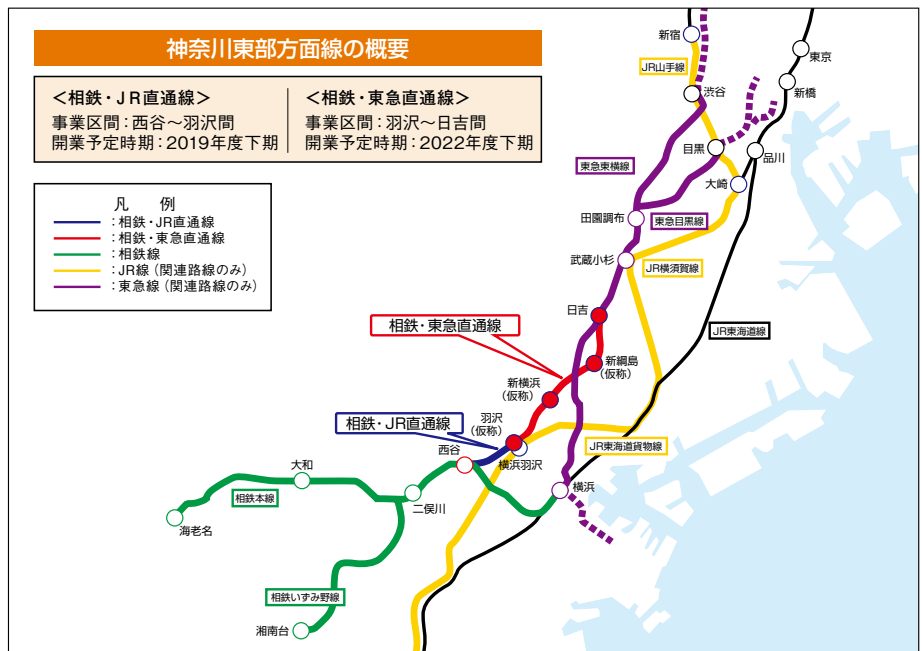 神奈川東部方面線の概要
<相鉄・JR直通線>
事業区間：西谷～羽沢間
開業予定時期：2019年度下期
<相鉄・東急直通線>
事業区間：羽沢～日吉間
開業予定時期：2022年度下期
凡 例
：相鉄・JR直通線
：相鉄・東急直通線
：相鉄線
：JR線（関連路線のみ）
：東急線（関連路線のみ）
新宿
東京
JR山手線
新橋
渋谷
目黒
品川
東急東横線
大崎
田園調布
東急目黒線
武蔵小杉
JR横須賀線
日吉
相鉄・東急直通線
JR東海道線
新綱島
（仮称）
新横浜
（仮称）
羽沢
（仮称）
相鉄・JR直通線
JR東海道貨物線
西谷
横浜羽沢
大和
横浜
相鉄本線
二俣川
海老名
相鉄いずみ野線
湘南台